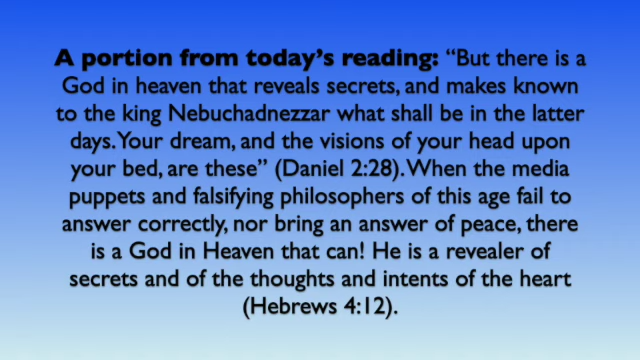 A portion from today's reading: “But there is a
God in heaven that reveals secrets, and makes known
to the king Nebuchadnezzar what shall be in the latter
days. Your dream, and the visions of your head upon
your bed, are these” (Daniel 2:28). When the media
puppets and falsifying philosophers of this age fail to
answer correctly, nor bring an answer of peace, there
is a God in Heaven that can! He is a revealer of
secrets and of the thoughts and intents of the heart
(Hebrews 4:12).